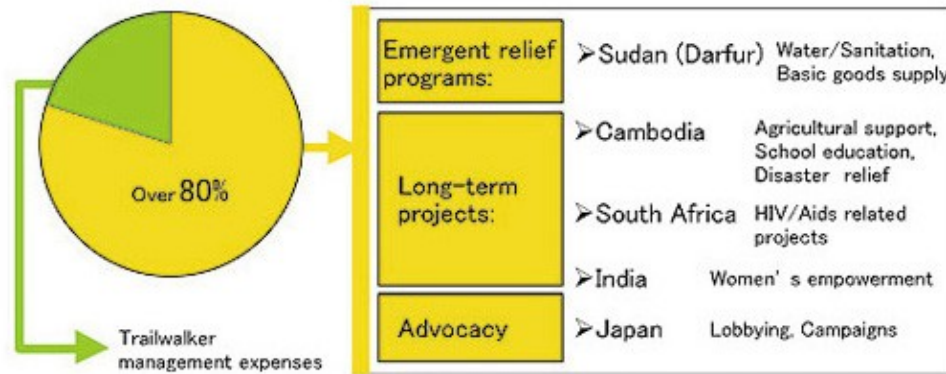 Over 80%
Trailwalker
management expenses
Emergent relief
programs:
➢Sudan (Darfur)
Water/Sanitation,
Basic goods supply
Long-term
projects:
➢Cambodia
Agricultural support,
School education,
Disaster relief
➢South Africa
HIV/Aids related
projects
➢India
Women's empowerment
Advocacy
➢Japan
Lobbying, Campaigns